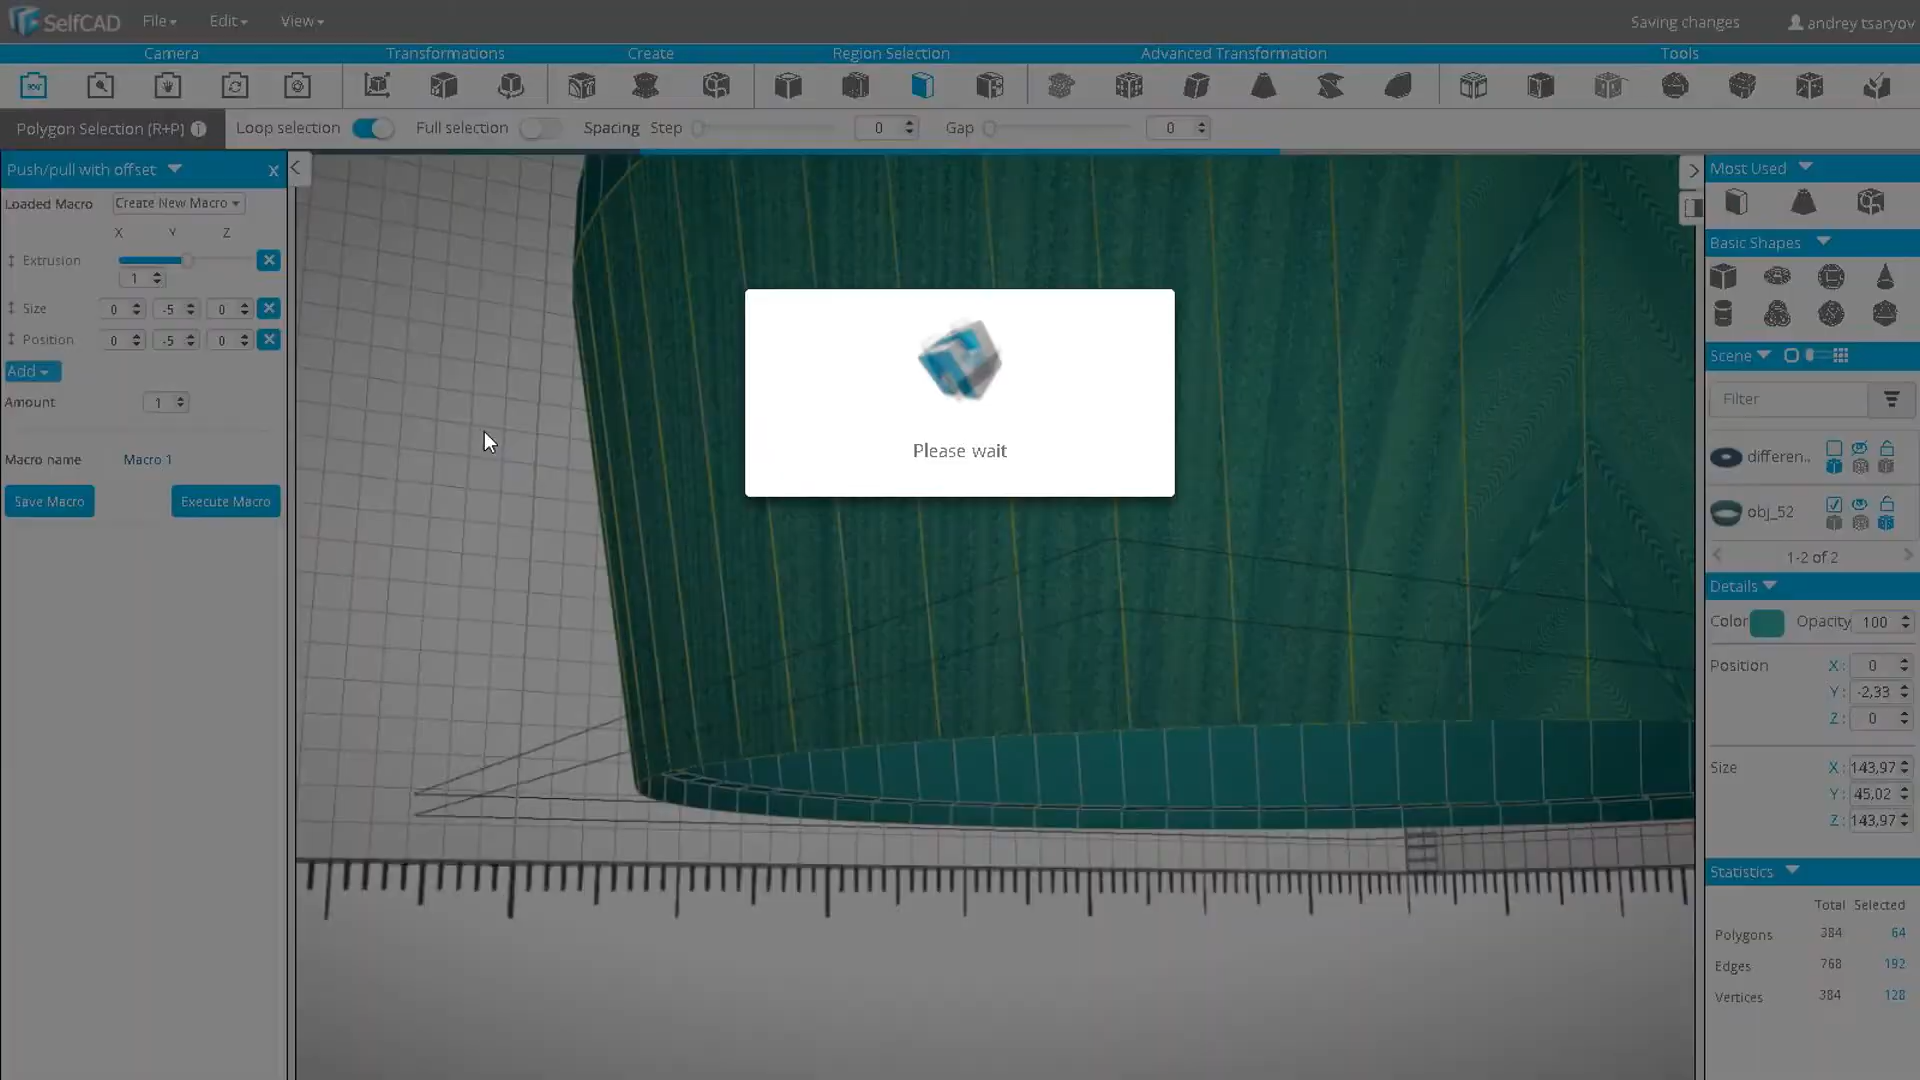 SelfCAD File Edit View Saving changes andrey tsaryov
Camera Transformations Create Region Selection Advanced Transformation Tools
Polygon Selection (R+P) Loop selection Full selection Spacing Step 0 Gap 0
Push/pull with offset x
Loaded Macro Create New Macro
X Y Z
Extrusion
1
Size 0 -5 0
Position 0 -5 0
Add
Amount 1
Macro name Macro 1
Save Macro Execute Macro
Please wait
Most Used
Basic Shapes
Scene
Filter
differen..
obj_52
1-2 of 2
Details
Color Opacity 100
Position X: 0
Y: -2,33
Z: 0
Size X: 143,97
Y: 45,02
Z: 143,97
Statistics
Total Selected
Polygons 384 64
Edges 768 192
Vertices 384 128